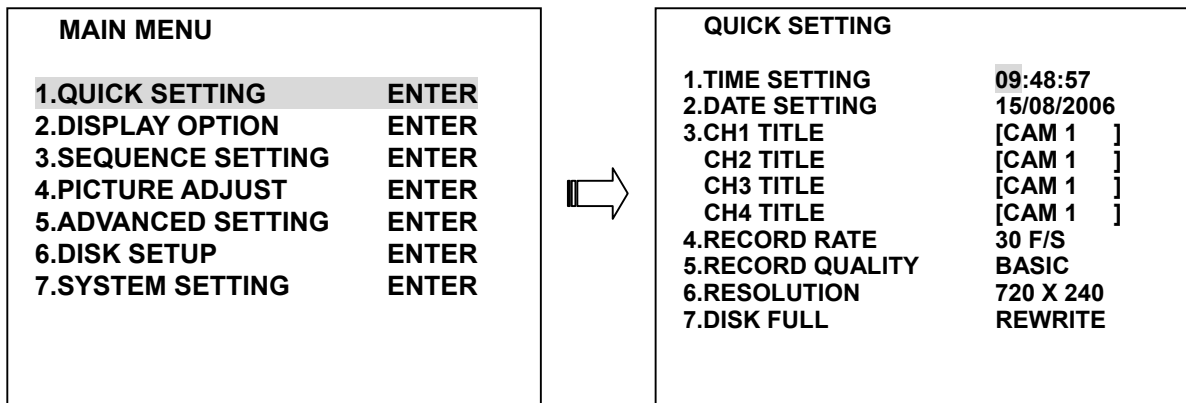 MAIN MENU
1.QUICK SETTING ENTER
2.DISPLAY OPTION ENTER
3.SEQUENCE SETTING ENTER
4.PICTURE ADJUST ENTER
5.ADVANCED SETTING ENTER
6.DISK SETUP ENTER
7.SYSTEM SETTING ENTER
QUICK SETTING
1.TIME SETTING 09:48:57
2.DATE SETTING 15/08/2006
3.CH1 TITLE [CAM 1 ]
CH2 TITLE [CAM 1 ]
CH3 TITLE [CAM 1 ]
CH4 TITLE [CAM 1 ]
4.RECORD RATE 30 F/S
5.RECORD QUALITY BASIC
6.RESOLUTION 720 X 240
7.DISK FULL REWRITE